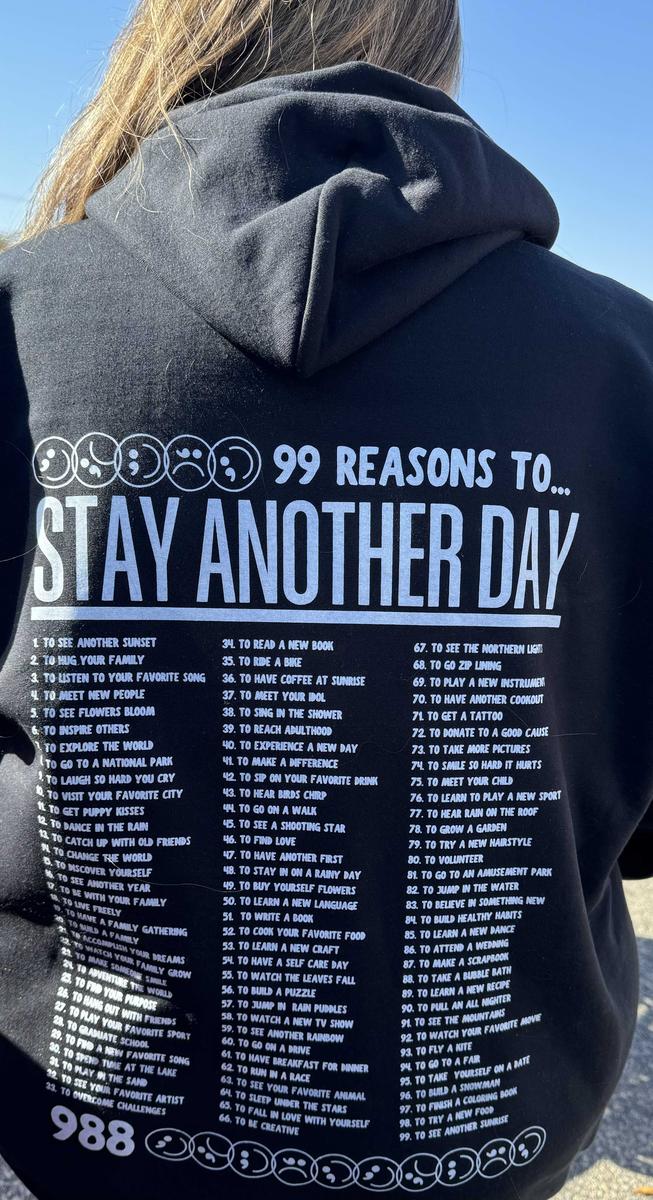 99 REASONS TO...
STAY ANOTHER DAY
1. TO SEE ANOTHER SUNSET
2. TO HUG YOUR FAMILY
3. TO LISTEN TO YOUR FAVORITE SONG
4. TO MEET NEW PEOPLE
5. TO SEE FLOWERS BLOOM
6. TO INSPIRE OTHERS
7. TO EXPLORE THE WORLD
TO GO TO A NATIONAL PARK
TO LAUGH SO HARD YOU CRY
10. TO VISIT YOUR FAVORITE CITY
11. TO GET PUPPY KISSES
12. TO DANCE IN THE RAIN
13. TO CATCH UP WITH OLD FRIENDS
14. TO CHANGE THE WORLD
15. TO DISCOVER YOURSELF
16. TO SEE ANOTHER YEAR
17. TO BE WITH YOUR FAMILY
18. TO LIVE FREELY
TO HAVE A FAMILY GATHERING
TO BUILD A FAMILY
TO ACCOMPLISH YOUR DREAMS
22. TO WATCH YOUR FAMILY GROW
23. TO MAKE SOMEONE SMILE
24. TO ADVENTURE THE WORLD
25. TO FIND YOUR PURPOSE
26. TO HANG OUT WITH FRIENDS
27. TO PLAY YOUR FAVORITE SPORT
28. TO GRADUATE SCHOOL
29. TO FIND A NEW FAVORITE SONG
30. TO SPEND TIME AT THE LAKE
31. TO PLAY IN THE SAND
32. TO SEE YOUR FAVORITE ARTIST
33. TO OVERCOME CHALLENGES
34. TO READ A NEW BOOK
35. TO RIDE A BIKE
36. TO HAVE COFFEE AT SUNRISE
37. TO MEET YOUR IDOL
38. TO SING IN THE SHOWER
39. TO REACH ADULTHOOD
40. TO EXPERIENCE A NEW DAY
41. TO MAKE A DIFFERENCE
42. TO SIP ON YOUR FAVORITE DRINK
43. TO HEAR BIRDS CHIRP
44. TO GO ON A WALK
45. TO SEE A SHOOTING STAR
46. TO FIND LOVE
47. TO HAVE ANOTHER FIRST
48. TO STAY IN ON A RAINY DAY
49. TO BUY YOURSELF FLOWERS
50. TO LEARN A NEW LANGUAGE
51. TO WRITE A BOOK
52. TO COOK YOUR FAVORITE FOOD
53. TO LEARN A NEW CRAFT
54. TO HAVE A SELF CARE DAY
55. TO WATCH THE LEAVES FALL
56. TO BUILD A PUZZLE
57. TO JUMP IN RAIN PUDDLES
58. TO WATCH A NEW TV SHOW
59. TO SEE ANOTHER RAINBOW
60. TO GO ON A DRIVE
61. TO HAVE BREAKFAST FOR DINNER
62. TO RUN IN A RACE
63. TO SEE YOUR FAVORITE ANIMAL
64. TO SLEEP UNDER THE STARS
65. TO FALL IN LOVE WITH YOURSELF
66. TO BE CREATIVE
67. TO SEE THE NORTHERN LIGHTS
68. TO GO ZIP LINING
69. TO PLAY A NEW INSTRUMENT
70. TO HAVE ANOTHER COOKOUT
71. TO GET A TATTOO
72. TO DONATE TO A GOOD CAUSE
73. TO TAKE MORE PICTURES
74. TO SMILE SO HARD IT HURTS
75. TO MEET YOUR CHILD
76. TO LEARN TO PLAY A NEW SPORT
77. TO HEAR RAIN ON THE ROOF
78. TO GROW A GARDEN
79. TO TRY A NEW HAIRSTYLE
80. TO VOLUNTEER
81. TO GO TO AN AMUSEMENT PARK
82. TO JUMP IN THE WATER
83. TO BELIEVE IN SOMETHING NEW
84. TO BUILD HEALTHY HABITS
85. TO LEARN A NEW DANCE
86. TO ATTEND A WEDDING
87. TO MAKE A SCRAPBOOK
88. TO TAKE A BUBBLE BATH
89. TO LEARN A NEW RECIPE
90. TO PULL AN ALL NIGHTER
91. TO SEE THE MOUNTAINS
92. TO WATCH YOUR FAVORITE MOVIE
93. TO FLY A KITE
94. TO GO TO A FAIR
95. TO TAKE YOURSELF ON A DATE
96. TO BUILD A SNOWMAN
97. TO FINISH A COLORING BOOK
98. TO TRY A NEW FOOD
99. TO SEE ANOTHER SUNRISE
988